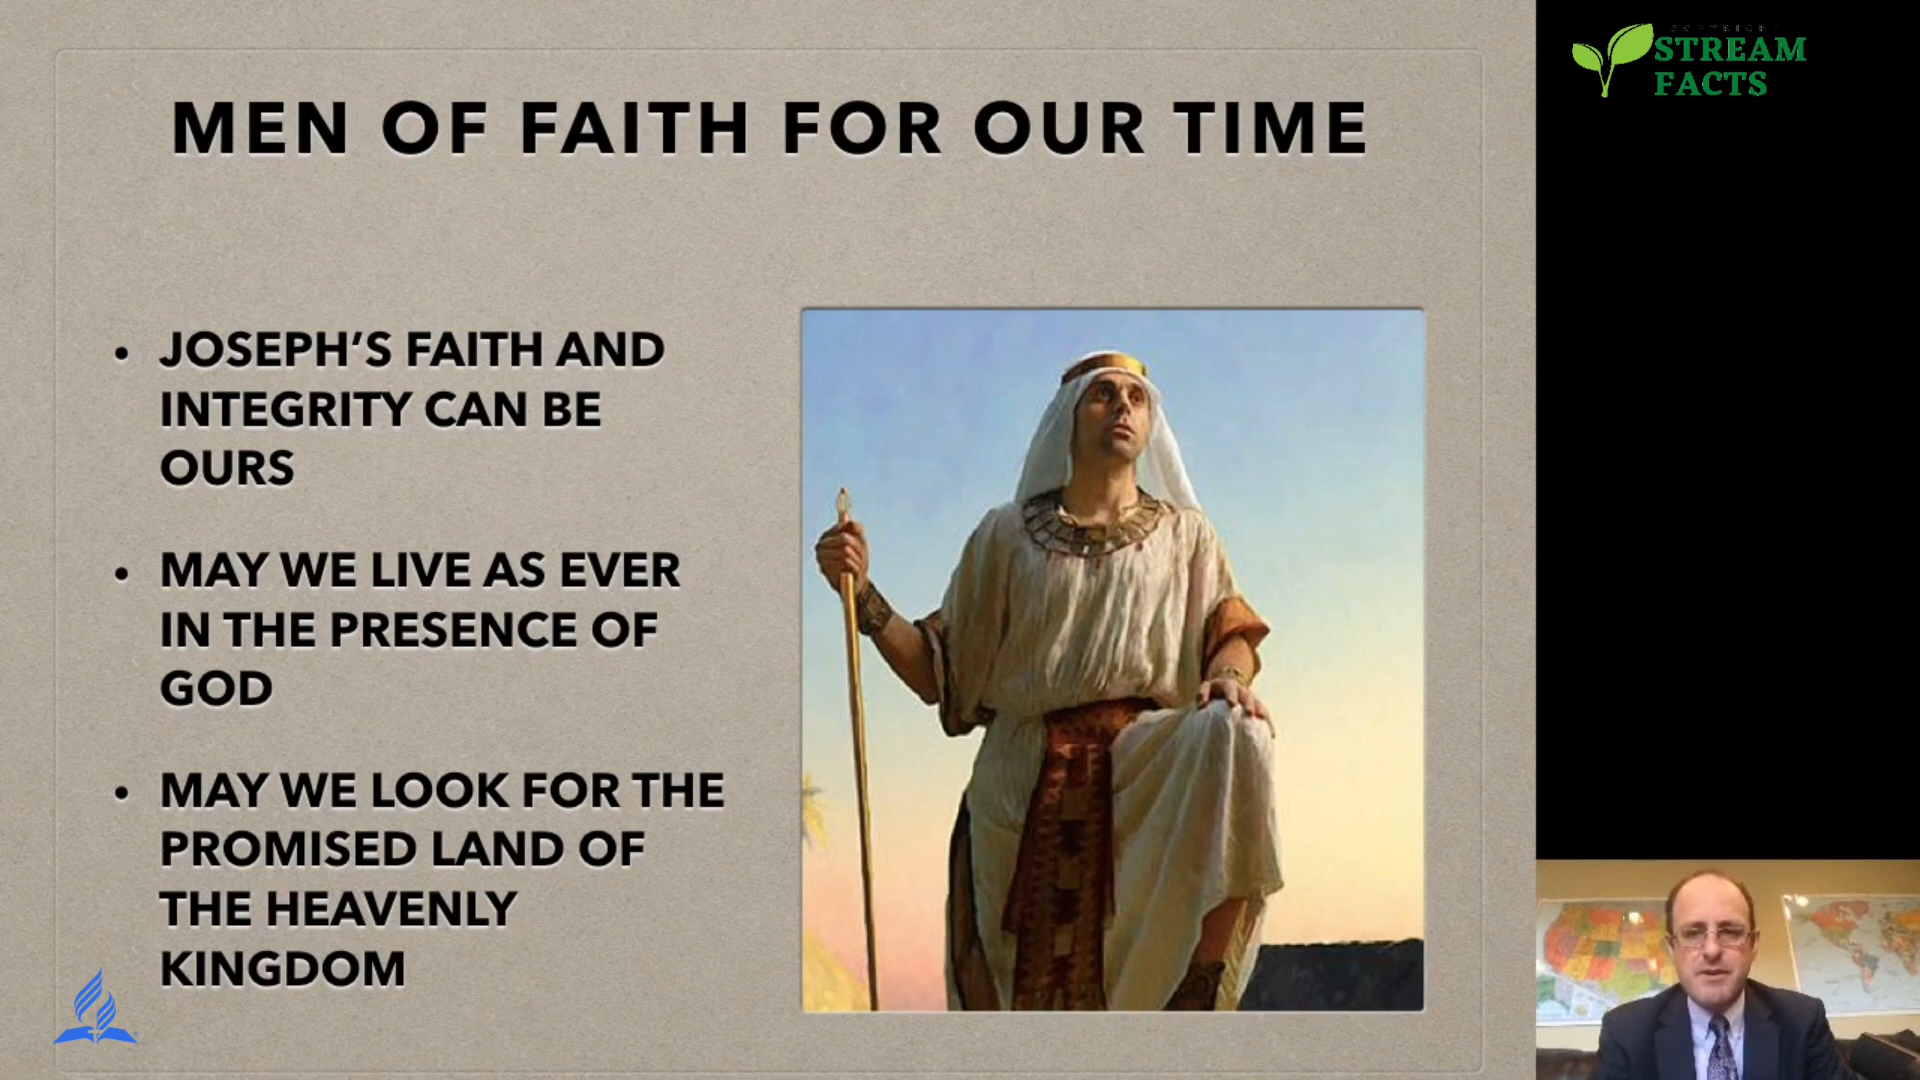 MEN OF FAITH FOR OUR TIME
• JOSEPH’S FAITH AND
INTEGRITY CAN BE
OURS
• MAY WE LIVE AS EVER
IN THE PRESENCE OF
GOD
• MAY WE LOOK FOR THE
PROMISED LAND OF
THE HEAVENLY
KINGDOM
STREAM
FACTS